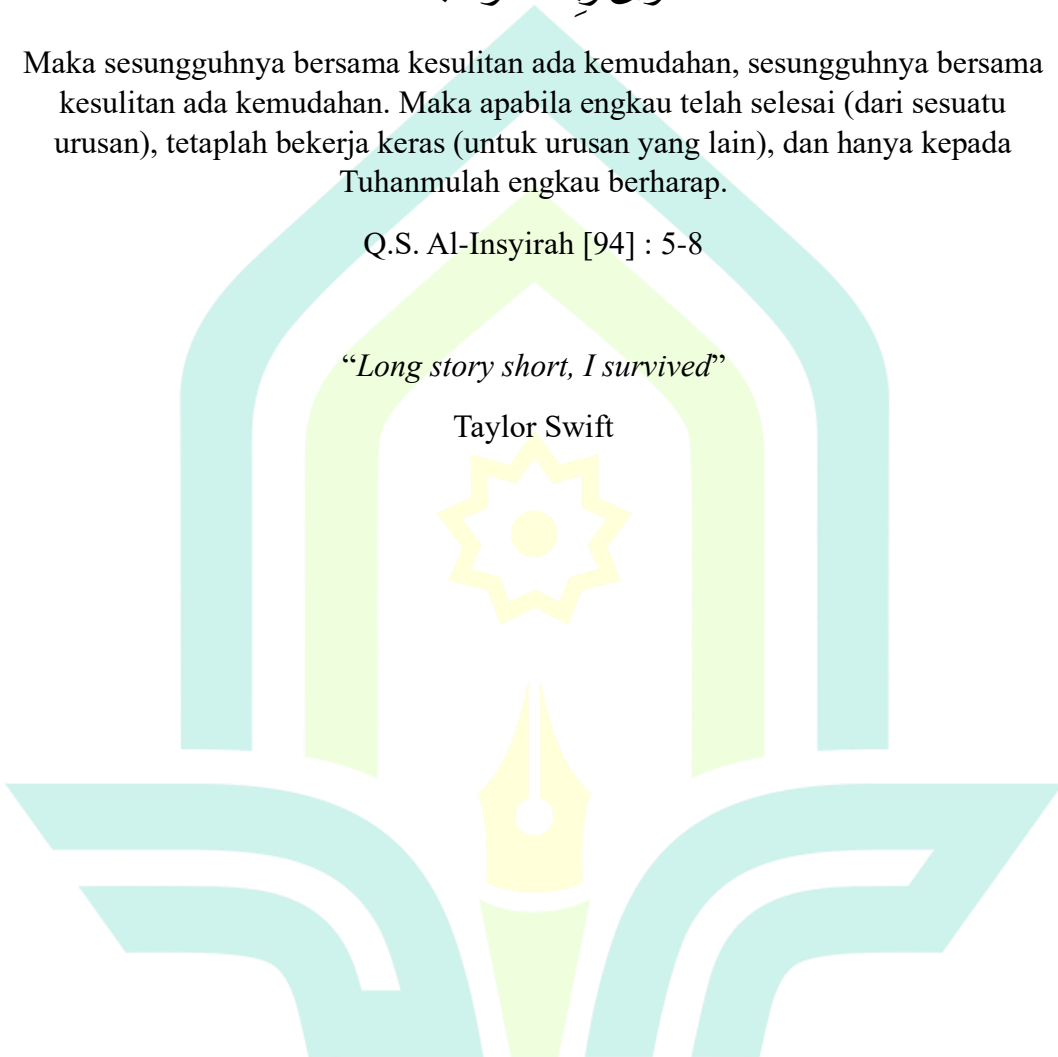 Maka sesungguhnya bersama kesulitan ada kemudahan, sesungguhnya bersama
kesulitan ada kemudahan. Maka apabila engkau telah selesai (dari sesuatu
urusan), tetaplah bekerja keras (untuk urusan yang lain), dan hanya kepada
Tuhanmulah engkau berharap.
Q.S. Al-Insyirah [94] : 5-8
“Long story short, I survived”
Taylor Swift